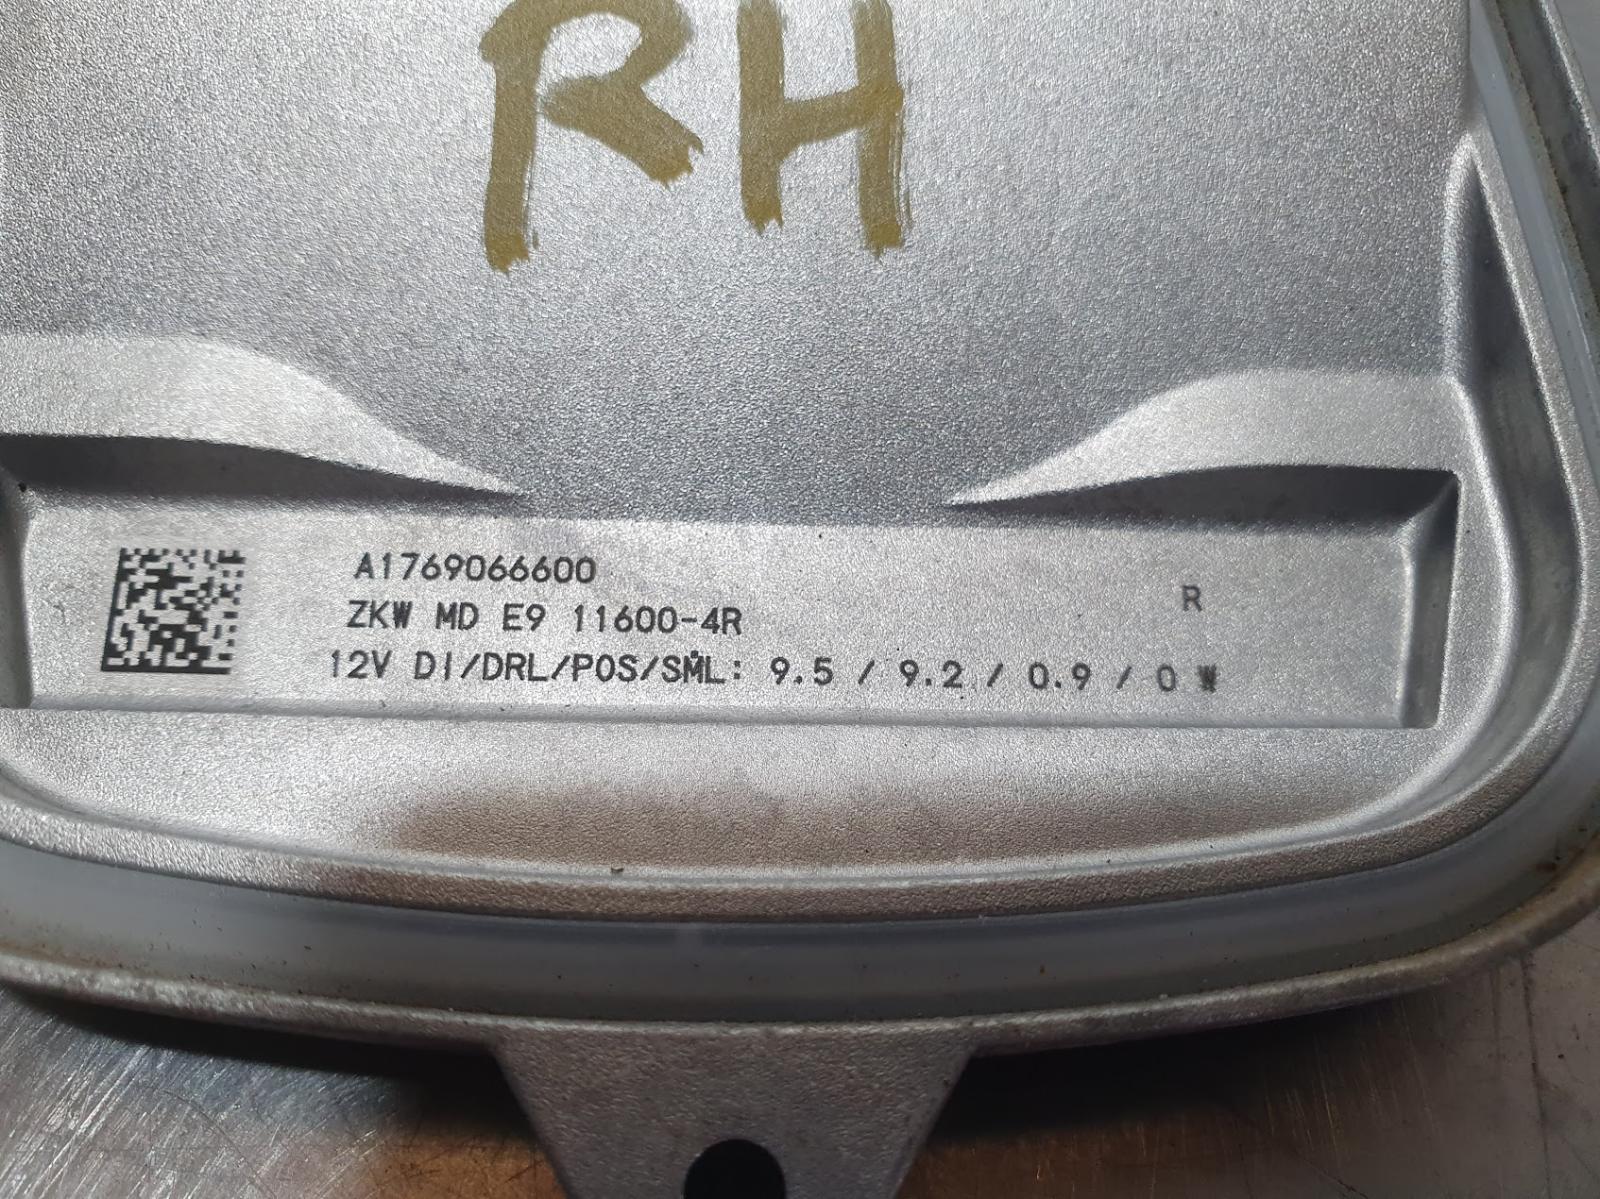 RH
A1769066600
ZKW MD E9 11600-4R
R
12V DI/DRL/POS/SML: 9.5 / 9.2 / 0.9 / 0 W